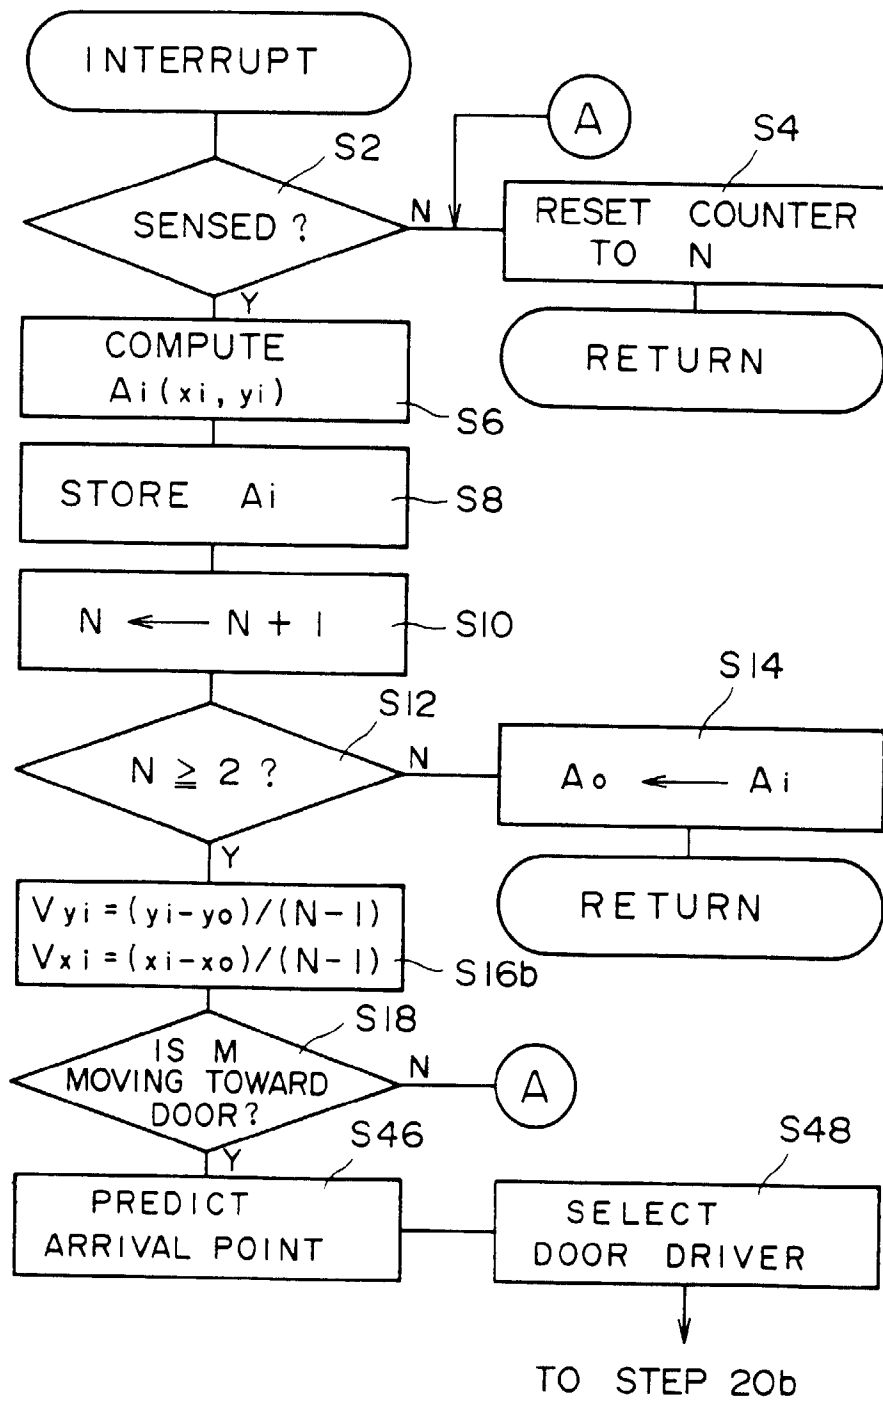 INTERRUPT
A
S2
S4
SENSED ?
N
RESET COUNTER
TO N
Y
COMPUTE
Ai (xi, yi)
S6
RETURN
STORE Ai
S8
N ← N + 1
S10
S12
S14
N ≧ 2 ?
N
Ao ← Ai
Y
Vyi = (yi-yo)/(N-1)
Vxi = (xi-xo)/(N-1)
S16b
RETURN
S18
IS M
MOVING TOWARD
DOOR?
N
A
Y
S46
S48
PREDICT
ARRIVAL POINT
SELECT
DOOR DRIVER
TO STEP 20b